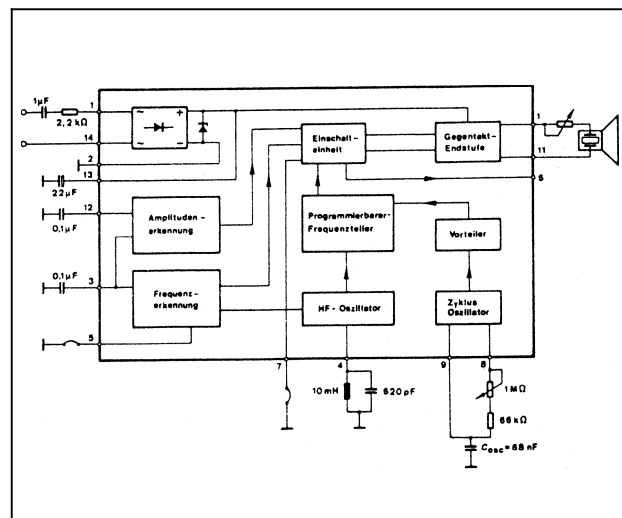 1µF
2,2 kΩ
1
14
2
13
22µF
12
0,1µF
3
0,1µF
5
~
+
~
−
Einschalt-
einheit
Gegentakt-
Endstufe
1
11
6
Amplituden-
erkennung
Programmierbarer-
Frequenzteiler
Vorteiler
Frequenz-
erkennung
HF-Oszillator
Zyklus
Oszillator
7
4
9
8
10mH
620pF
1MΩ
66kΩ
Cosc=68nF